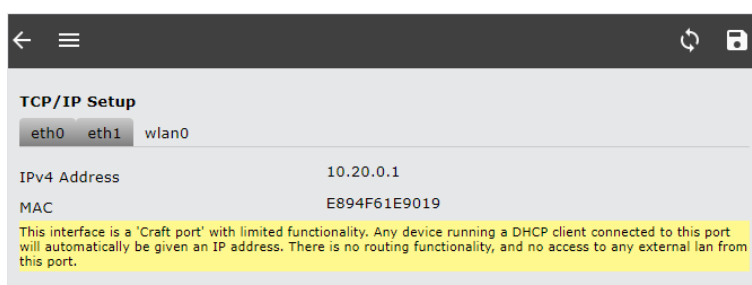 TCP/IP Setup
eth0 eth1 wlan0
IPv4 Address 10.20.0.1
MAC E894F61E9019
This interface is a 'Craft port' with limited functionality. Any device running a DHCP client connected to this port
will automatically be given an IP address. There is no routing functionality, and no access to any external lan from
this port.